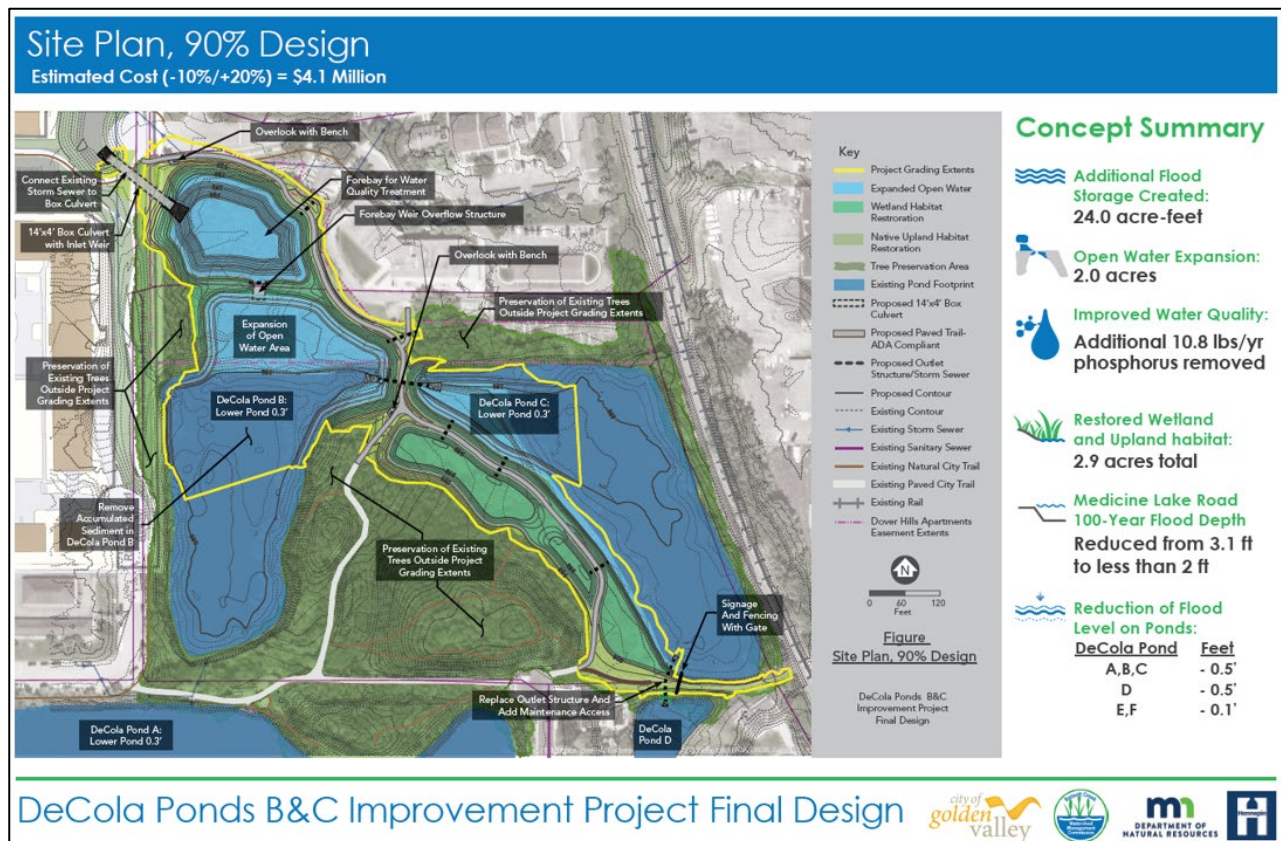 Site Plan, 90% Design
Estimated Cost (-10%/+20%) = $4.1 Million
Overlook with Bench
Connect Existing
Storm Sewer to
Box Culvert
Forebay for Water
Quality Treatment
Forebay Weir Overflow Structure
14'x4' Box Culvert
with Inlet Weir
Overlook with Bench
Preservation of Existing Trees
Outside Project Grading Extents
Expansion
of Open
Water Area
Preservation of
Existing Trees
Outside Project
Grading Extents
DeCola Pond B:
Lower Pond 0.3'
DeCola Pond C:
Lower Pond 0.3'
Remove
Accumulated
Sediment in
DeCola Pond B
Preservation of Existing
Trees Outside Project
Grading Extents
Signage
And Fencing
With Gate
Replace Outlet Structure And
Add Maintenance Access
DeCola Pond A:
Lower Pond 0.3'
DeCola
Pond D
Key
Project Grading Extents
Expanded Open Water
Wetland Habitat
Restoration
Native Upland Habitat
Restoration
Tree Preservation Area
Existing Pond Footprint
Proposed 14'x4' Box
Culvert
Proposed Paved Trail-
ADA Compliant
Proposed Outlet
Structure/Storm Sewer
Proposed Contour
Existing Contour
Existing Storm Sewer
Existing Sanitary Sewer
Existing Natural City Trail
Existing Paved City Trail
Existing Rail
Dover Hills Apartments
Easement Extents
N
0 60 120
Feet
Figure
Site Plan, 90% Design
DeCola Ponds B&C
Improvement Project
Final Design
Concept Summary
Additional Flood
Storage Created:
24.0 acre-feet
Open Water Expansion:
2.0 acres
Improved Water Quality:
Additional 10.8 lbs/yr
phosphorus removed
Restored Wetland
and Upland habitat:
2.9 acres total
Medicine Lake Road
100-Year Flood Depth
Reduced from 3.1 ft
to less than 2 ft
Reduction of Flood
Level on Ponds:
DeCola Pond Feet
A,B,C - 0.5'
D - 0.5'
E,F - 0.1'
DeCola Ponds B&C Improvement Project Final Design
city of
golden
valley
DEPARTMENT OF
NATURAL RESOURCES
Hennepin